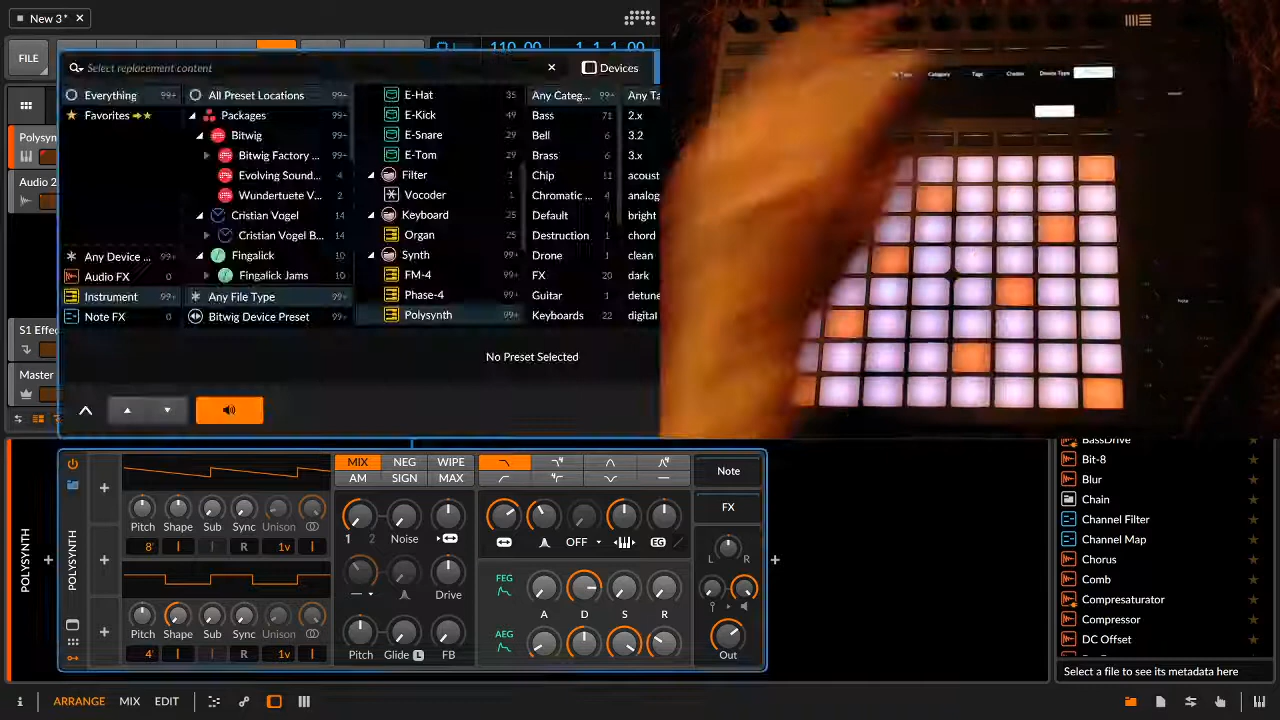 New 3*
FILE
110.00
1.1.1.00
Select replacement content
Devices
Everything 99+
Favorites
Any Device ...
Audio FX 0
Instrument 99+
Note FX 0
All Preset Locations 99+
Packages 99+
Bitwig 99+
Bitwig Factory ... 99+
Evolving Sound... 4
Wundertuete V... 2
Cristian Vogel 14
Cristian Vogel B... 14
Fingalick 10
Fingalick Jams 10
Any File Type 99+
Bitwig Device Preset 99+
E-Hat 35
E-Kick 49
E-Snare 29
E-Tom 29
Filter 1
Vocoder 1
Keyboard 25
Organ 25
Synth 99+
FM-4 99+
Phase-4 99+
Polysynth 99+
Any Categ... 99+
Bass 71
Bell 6
Brass 6
Chip 11
Chromatic ... 4
Default 4
Destruction 1
Drone 1
FX 20
Guitar 1
Keyboards 22
Any Ta
2.x
3.2
3.x
acoust
analog
bright
chord
clean
dark
detune
digital
No Preset Selected
Polysyn
Audio 2
S1 Effec
Master
Category
Tags
Creator
Device Type
POLYSYNTH
POLYSYNTH
Pitch Shape Sub Sync Unison
8' R 1v
Pitch Shape Sub Sync Unison
4' R 1v
MIX NEG WIPE
AM SIGN MAX
1 2 Noise
Drive
Pitch Glide L FB
OFF EG
FEG
A D S R
AEG
Note
FX
L R
Out
BassDrive
Bit-8
Blur
Chain
Channel Filter
Channel Map
Chorus
Comb
Compresaturator
Compressor
DC Offset
Select a file to see its metadata here
i ARRANGE MIX EDIT